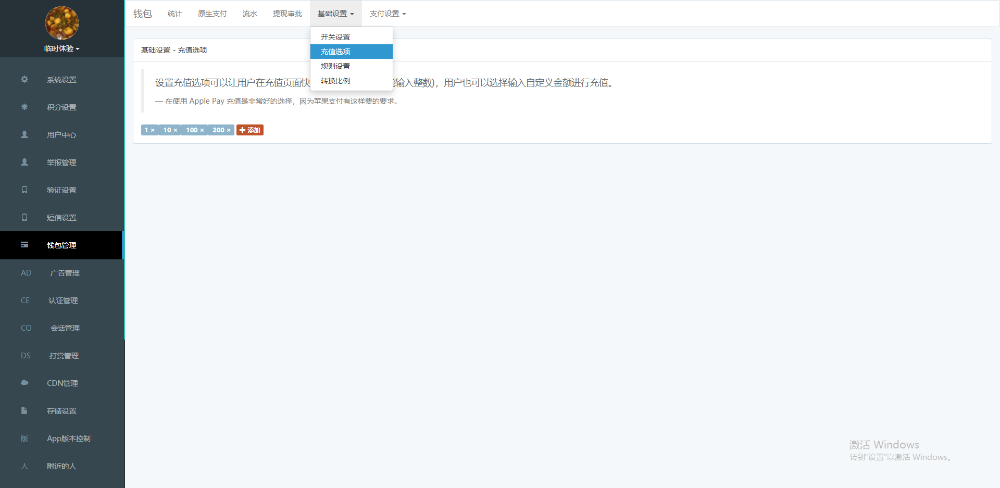 临时体验
系统设置
积分设置
用户中心
举报管理
验证设置
短信设置
钱包管理
AD 广告管理
CE 认证管理
CO 会话管理
DS 打赏管理
CDN管理
存储设置
版 App版本控制
人 附近的人
钱包 统计 原生支付 流水 提现审批 基础设置 支付设置
开关设置
充值选项
规则设置
转换比例
基础设置 - 充值选项
设置充值选项可以让用户在充值页面快 输入整数)，用户也可以选择输入自定义金额进行充值。
— 在使用 Apple Pay 充值是非常好的选择，因为苹果支付有这样要的要求。
1 × 10 × 100 × 200 × 添加
激活 Windows
转到"设置"以激活 Windows。